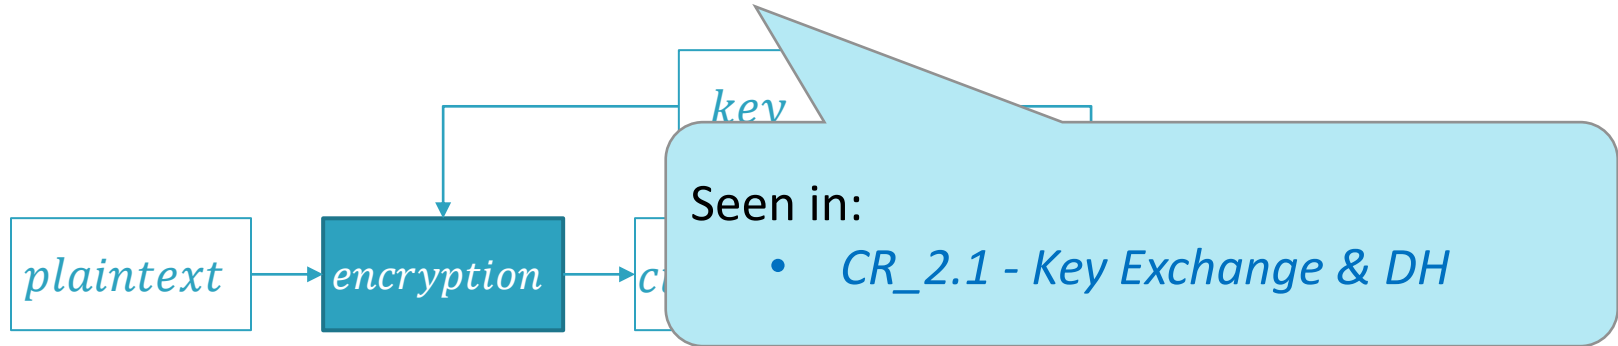 key
Seen in:
• CR_2.1 - Key Exchange & DH
plaintext
encryption